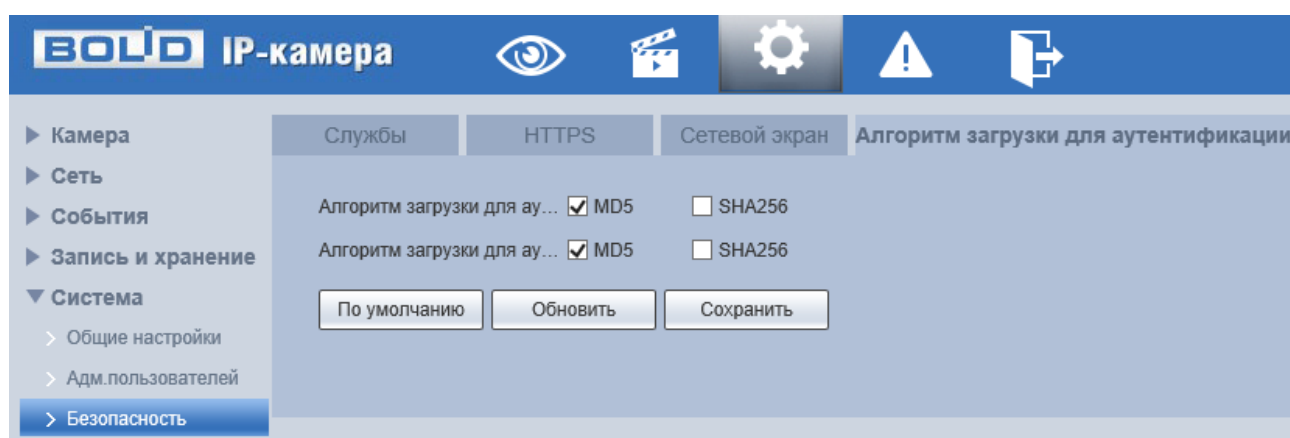 BOLID IP-камера
Камера
Сеть
События
Запись и хранение
Система
Общие настройки
Адм.пользователей
Безопасность
Службы HTTPS Сетевой экран Алгоритм загрузки для аутентификации
Алгоритм загрузки для ау... MD5 SHA256
Алгоритм загрузки для ау... MD5 SHA256
По умолчанию Обновить Сохранить